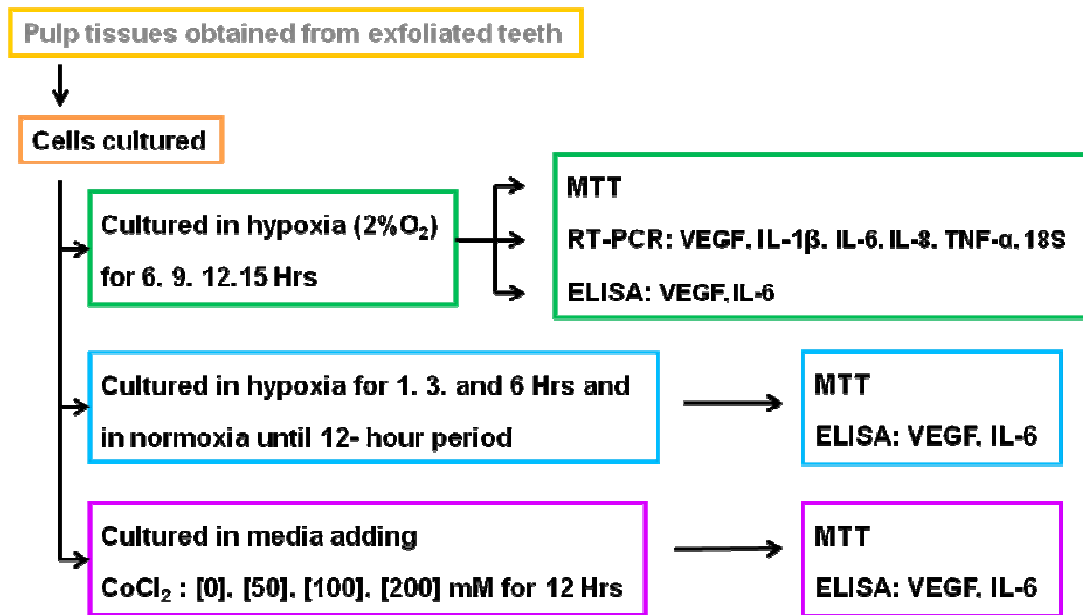 Pulp tissues obtained from exfoliated teeth
Cells cultured
Cultured in hypoxia (2%O₂)
for 6. 9. 12.15 Hrs
MTT
RT-PCR: VEGF. IL-1β. IL-6. IL-8. TNF-α. 18S
ELISA: VEGF.IL-6
Cultured in hypoxia for 1. 3. and 6 Hrs and
in normoxia until 12- hour period
MTT
ELISA: VEGF. IL-6
Cultured in media adding
CoCl₂ : [0]. [50]. [100]. [200] mM for 12 Hrs
MTT
ELISA: VEGF. IL-6